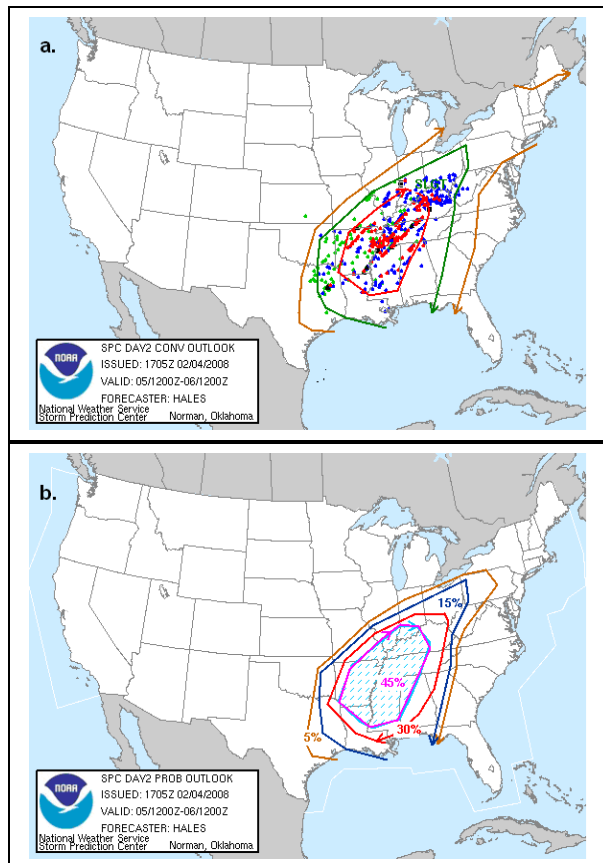 a.
SLGT
NOAA
SPC DAY2 CONV OUTLOOK
ISSUED: 1705Z 02/04/2008
VALID: 05/1200Z-06/1200Z
FORECASTER: HALES
National Weather Service
Storm Prediction Center Norman, Oklahoma
b.
15%
45%
30%
5%
NOAA
SPC DAY2 PROB OUTLOOK
ISSUED: 1705Z 02/04/2008
VALID: 05/1200Z-06/1200Z
FORECASTER: HALES
National Weather Service
Storm Prediction Center Norman, Oklahoma